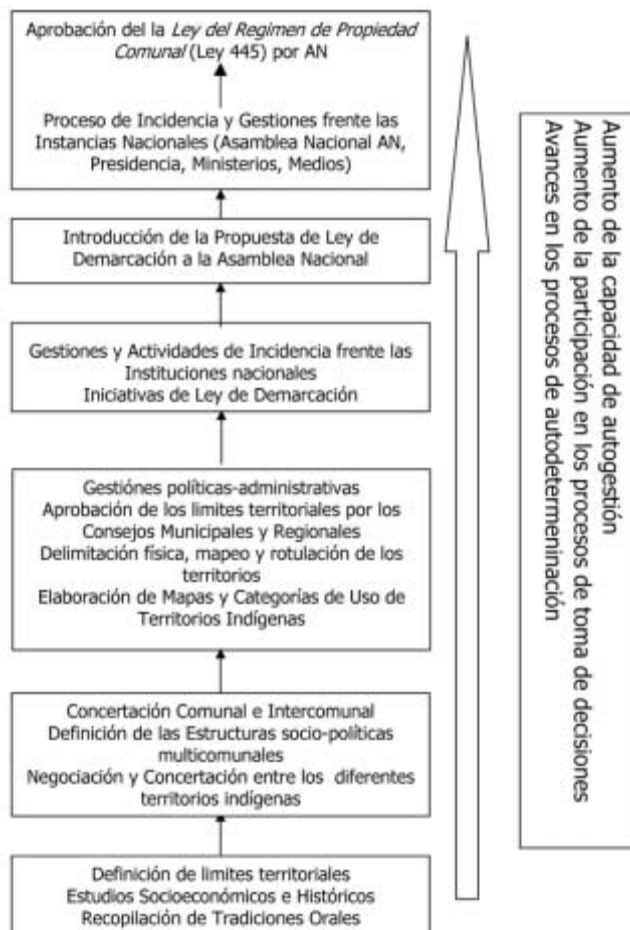 Aprobación del la Ley del Regimen de Propiedad
Comunal (Ley 445) por AN
Proceso de Incidencia y Gestiones frente las
Instancias Nacionales (Asamblea Nacional AN,
Presidencia, Ministerios, Medios)
Introducción de la Propuesta de Ley de
Demarcación a la Asamblea Nacional
Gestiones y Actividades de Incidencia frente las
Instituciones nacionales
Iniciativas de Ley de Demarcación
Gestiónes políticas-administrativas
Aprobación de los limites territoriales por los
Consejos Municipales y Regionales
Delimitación física, mapeo y rotulación de los
territorios
Elaboración de Mapas y Categorías de Uso de
Territorios Indígenas
Concertación Comunal e Intercomunal
Definición de las Estructuras socio-políticas
multicomunales
Negociación y Concertación entre los diferentes
territorios indígenas
Definición de limites territoriales
Estudios Socioeconómicos e Históricos
Recopilación de Tradiciones Orales
Aumento de la capacidad de autogestión
Aumento de la participación en los procesos de toma de decisiones
Avances en los procesos de autodetermeninación